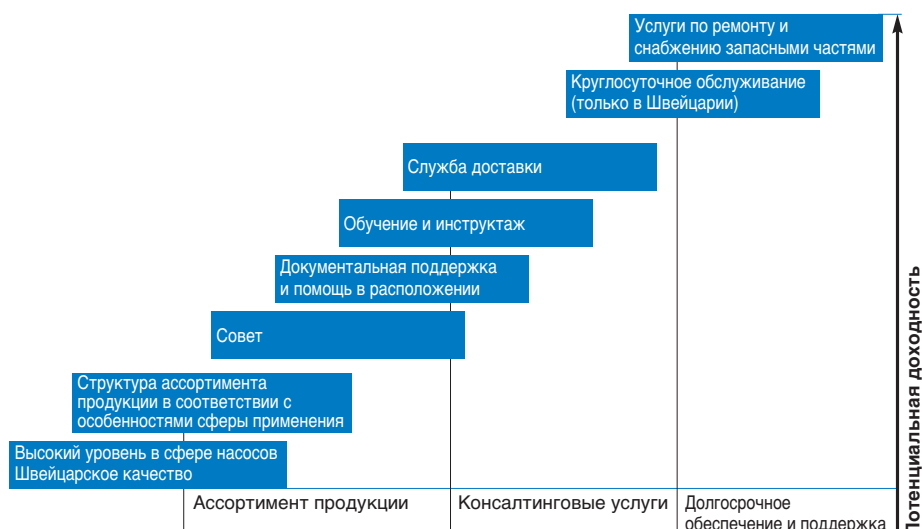 Услуги по ремонту и
снабжению запасными частями
Круглосуточное обслуживание
(только в Швейцарии)
Служба доставки
Обучение и инструктаж
Документальная поддержка
и помощь в расположении
Совет
Структура ассортимента
продукции в соответствии с
особенностями сферы применения
Высокий уровень в сфере насосов
Швейцарское качество
Ассортимент продукции
Консалтинговые услуги
Долгосрочное
обеспечение и поддержка
Потенциальная доходность